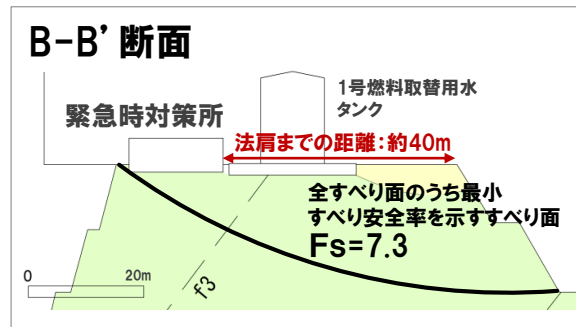 B-B’断面
1号燃料取替用水
タンク
緊急時対策所
法肩までの距離：約40m
全すべり面のうち最小
すべり安全率を示すすべり面
Fs=7.3
0 20m
f3